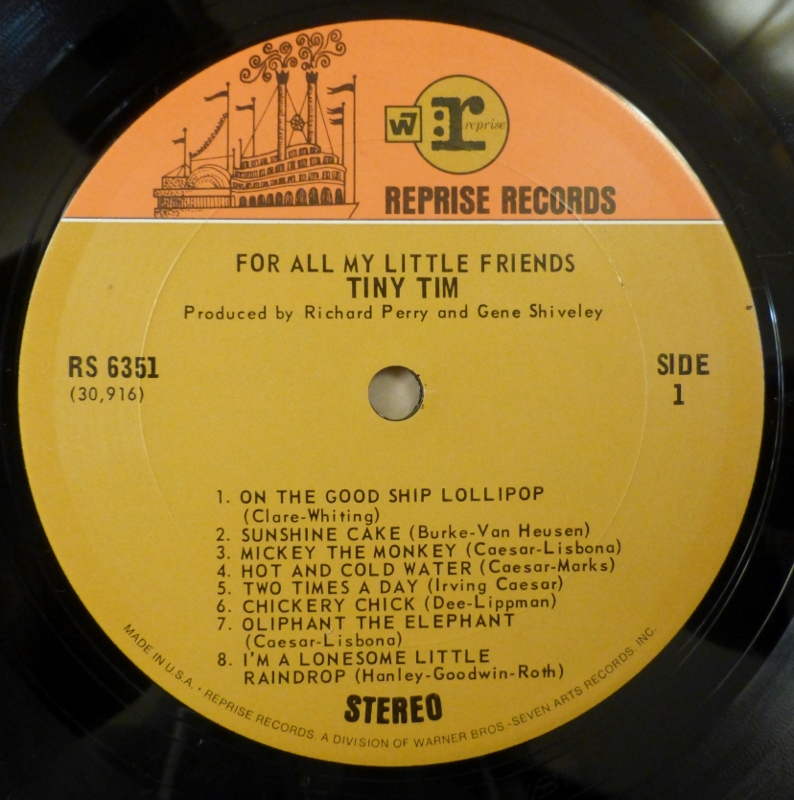 W7 r reprise
REPRISE RECORDS
FOR ALL MY LITTLE FRIENDS
TINY TIM
Produced by Richard Perry and Gene Shiveley
RS 6351
(30,916)
SIDE
1
1. ON THE GOOD SHIP LOLLIPOP
(Clare-Whiting)
2. SUNSHINE CAKE (Burke-Van Heusen)
3. MICKEY THE MONKEY (Caesar-Lisbona)
4. HOT AND COLD WATER (Caesar-Marks)
5. TWO TIMES A DAY (Irving Caesar)
6. CHICKERY CHICK (Dee-Lippman)
7. OLIPHANT THE ELEPHANT
(Caesar-Lisbona)
8. I'M A LONESOME LITTLE
RAINDROP (Hanley-Goodwin-Roth)
STEREO
MADE IN U.S.A. · REPRISE RECORDS, A DIVISION OF WARNER BROS.-SEVEN ARTS RECORDS, INC.